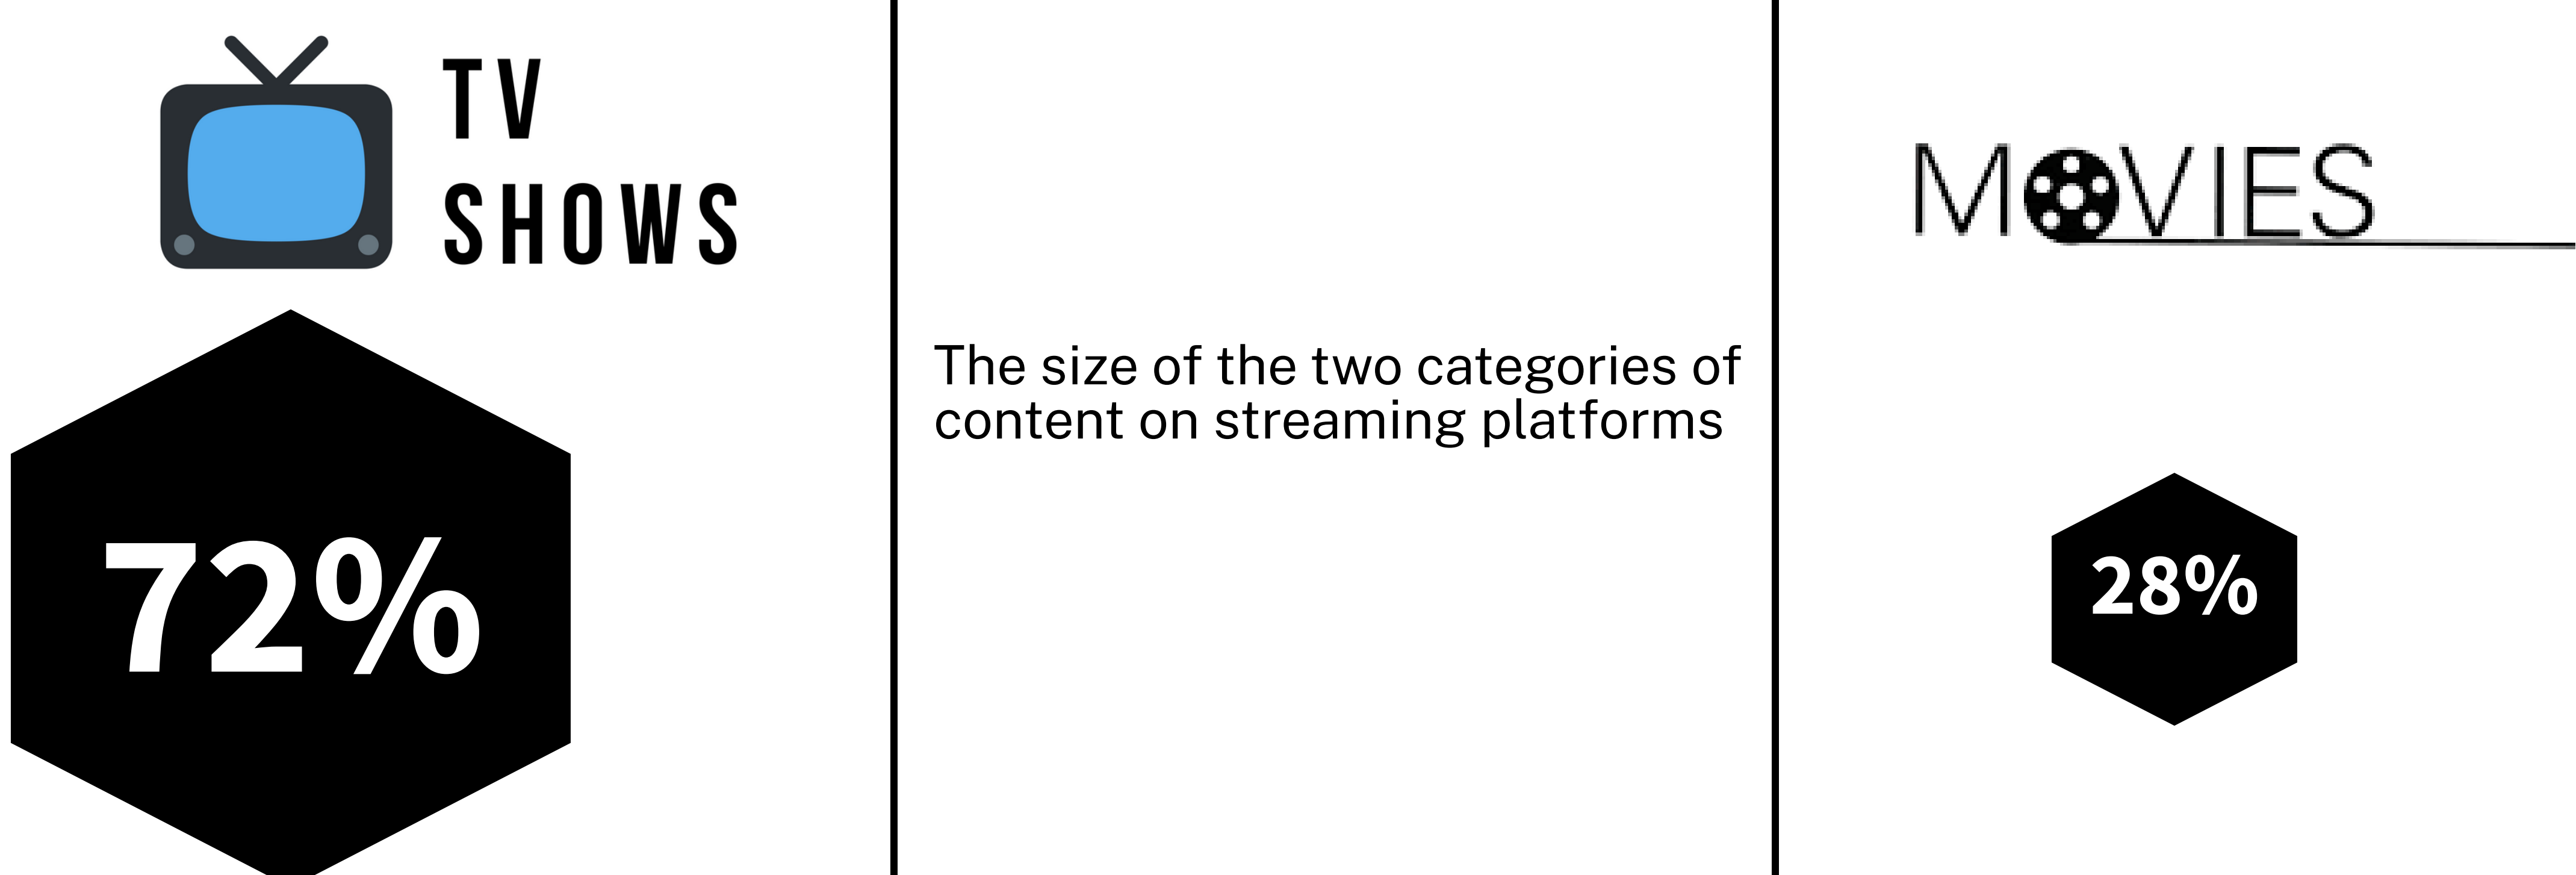 TV
SHOWS
72%
The size of the two categories of
content on streaming platforms
MOVIES
28%